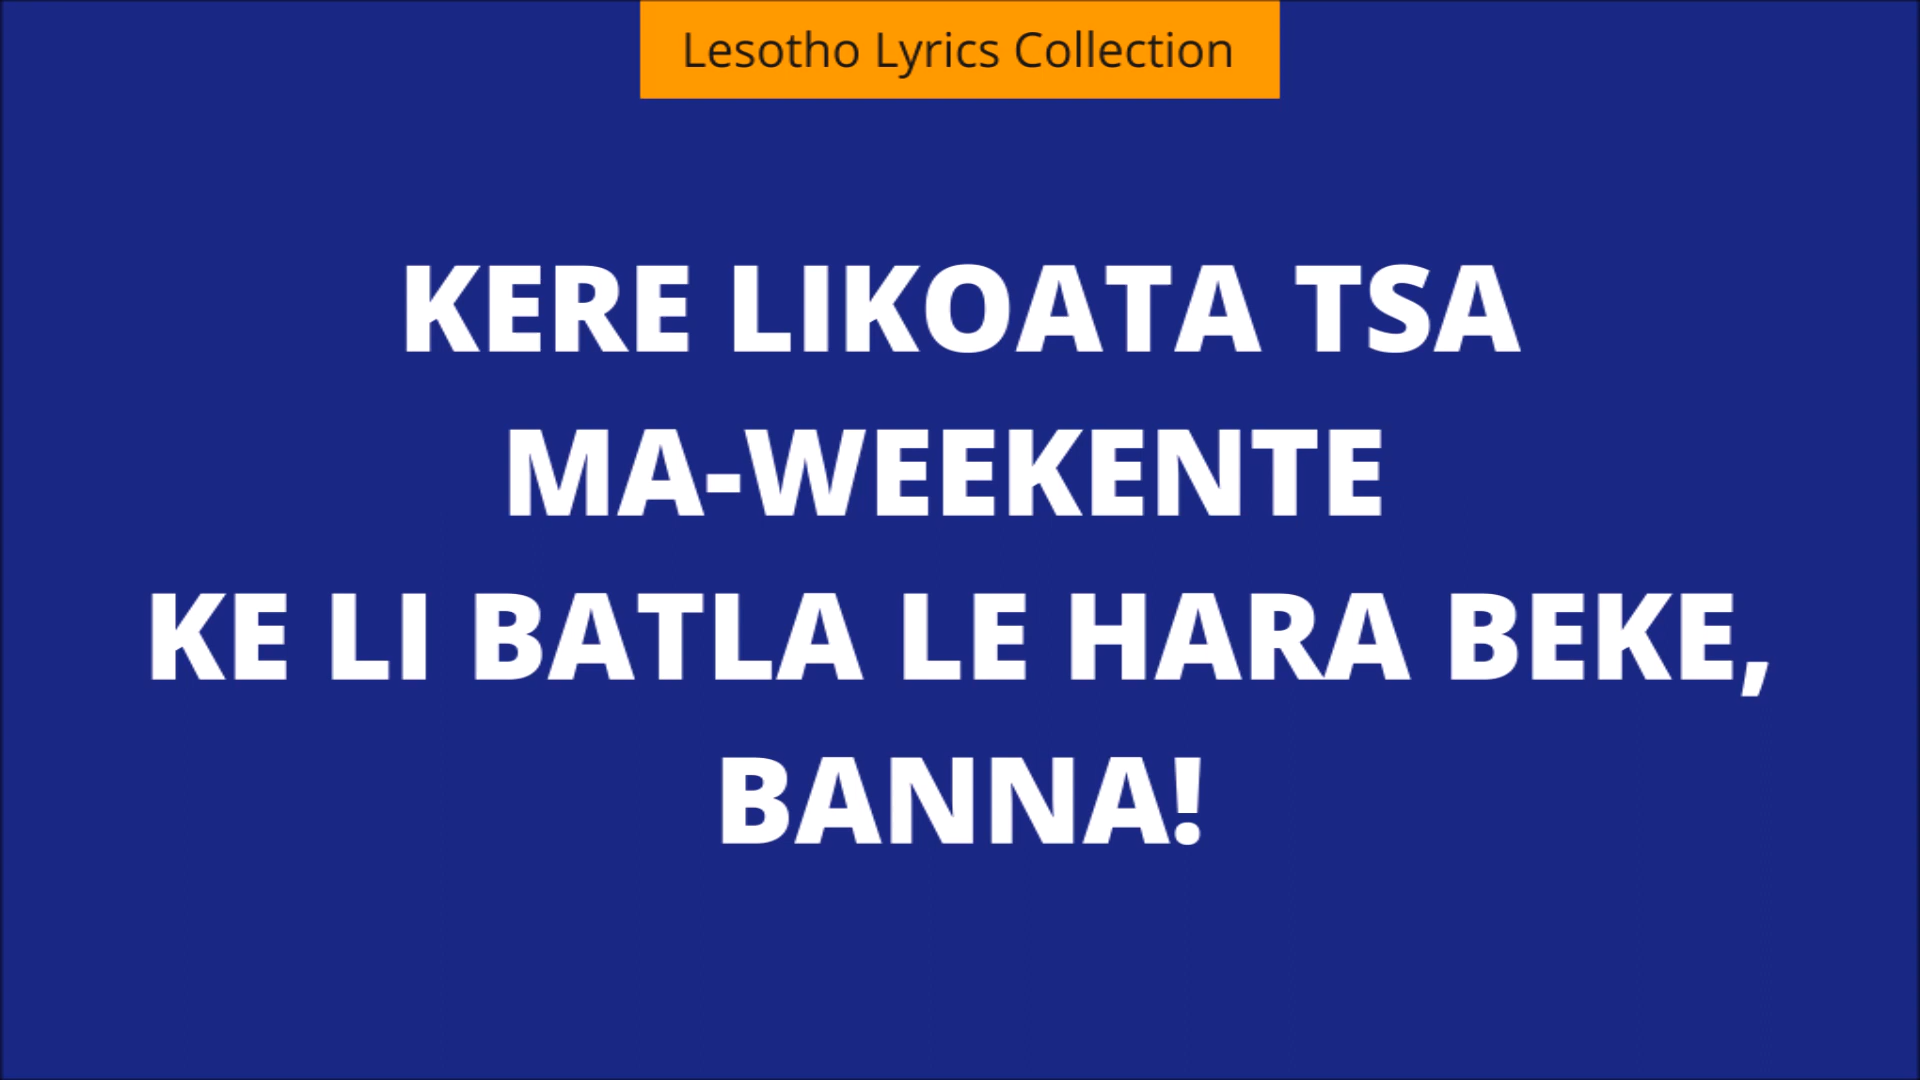 Lesotho Lyrics Collection
KERE LIKOATA TSA
MA-WEEKENTE
KE LI BATLA LE HARA BEKE,
BANNA!